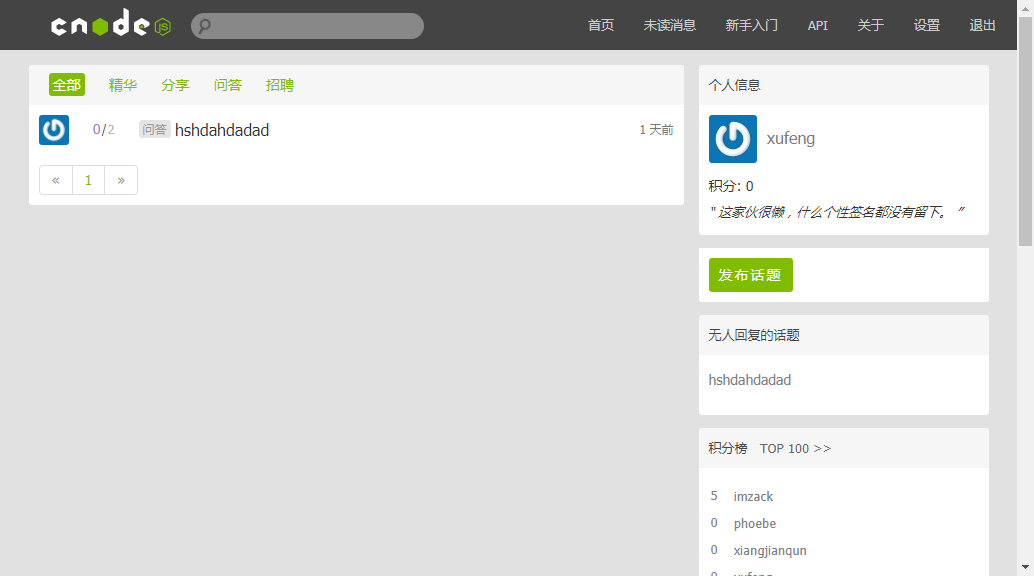 cnode JS
首页 未读消息 新手入门 API 关于 设置 退出
全部 精华 分享 问答 招聘
0/2 问答 hshdahdadad 1 天前
« 1 »
个人信息
xufeng
积分: 0
" 这家伙很懒，什么个性签名都没有留下。 ”
发布话题
无人回复的话题
hshdahdadad
积分榜 TOP 100 >>
5 imzack
0 phoebe
0 xiangjianqun
0 xufeng